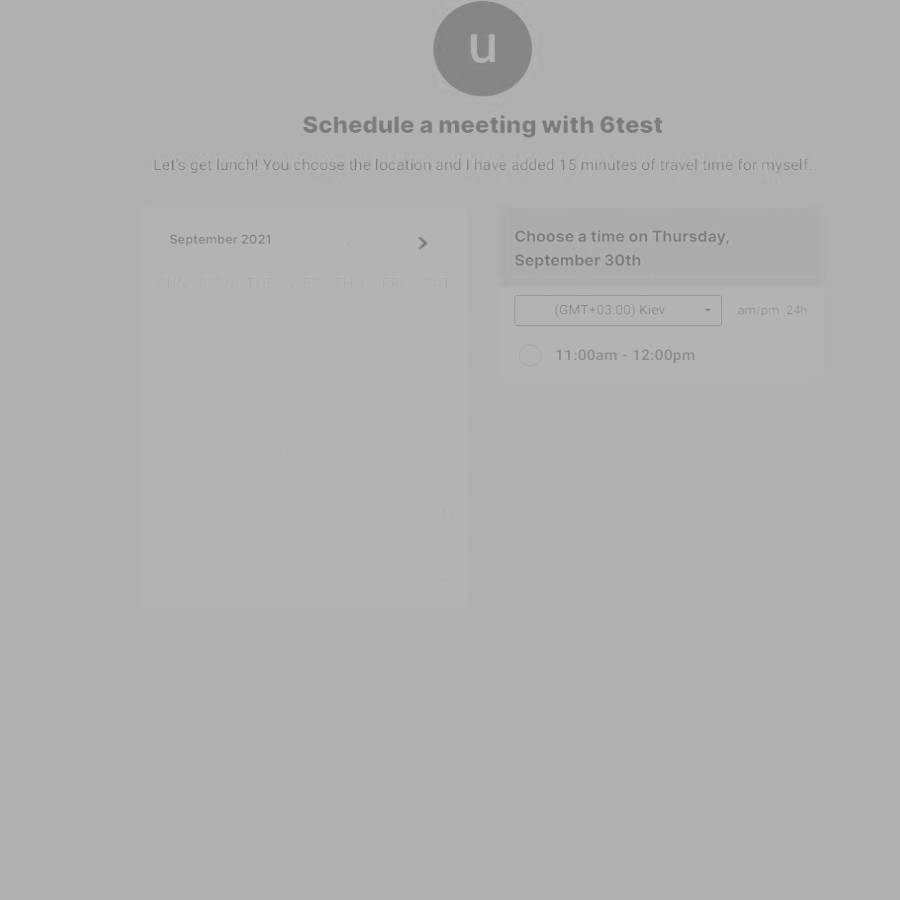 u
Schedule a meeting with 6test
Let's get lunch! You choose the location and I have added 15 minutes of travel time for myself.
September 2021
SUN MON TUE WED THU FRI SAT
Choose a time on Thursday,
September 30th
(GMT+03:00) Kiev
am/pm 24h
11:00am - 12:00pm